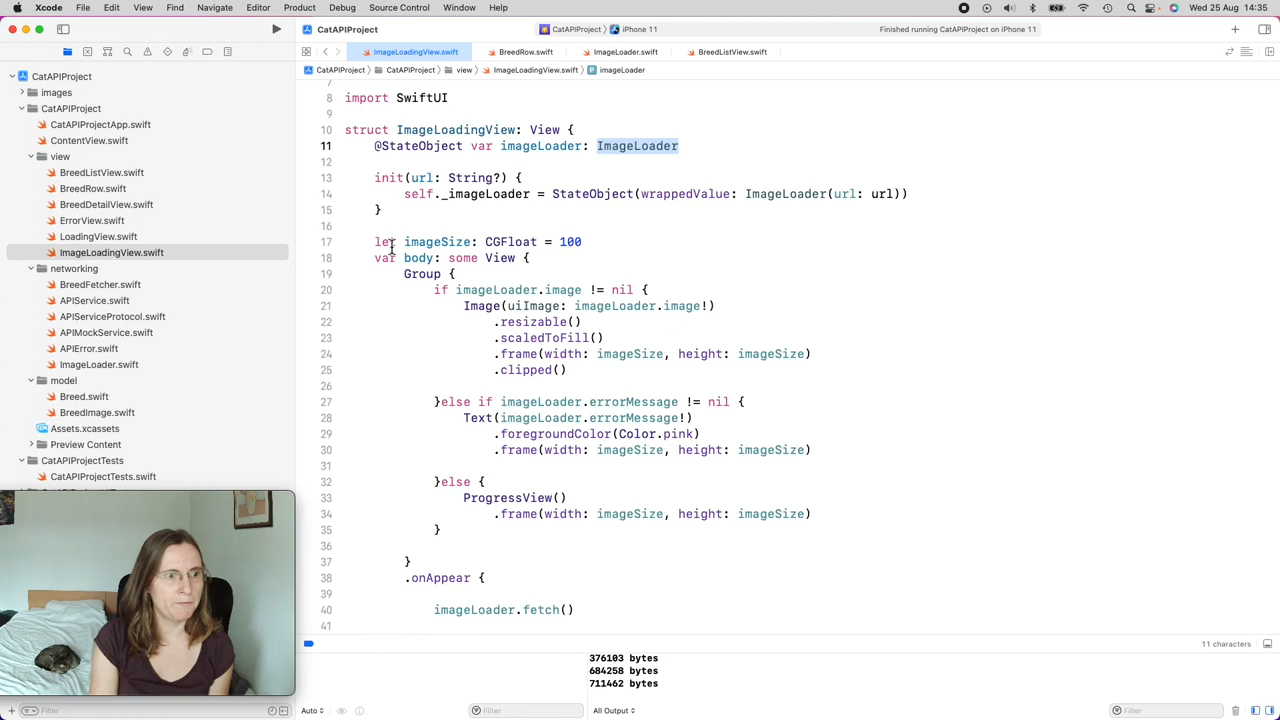 Xcode File Edit View Find Navigate Editor Product Debug Source Control Window Help
Wed 25 Aug 14:35
CatAPIProject
CatAPIProject 〉 iPhone 11
Finished running CatAPIProject on iPhone 11
ImageLoadingView.swift
BreedRow.swift
ImageLoader.swift
BreedListView.swift
CatAPIProject 〉 CatAPIProject 〉 view 〉 ImageLoadingView.swift 〉 P imageLoader
CatAPIProject
images
CatAPIProject
CatAPIProjectApp.swift
ContentView.swift
view
BreedListView.swift
BreedRow.swift
BreedDetailView.swift
ErrorView.swift
LoadingView.swift
ImageLoadingView.swift
networking
BreedFetcher.swift
APIService.swift
APIServiceProtocol.swift
APIMockService.swift
APIError.swift
ImageLoader.swift
model
Breed.swift
BreedImage.swift
Assets.xcassets
Preview Content
CatAPIProjectTests
CatAPIProjectTests.swift
7
8 import SwiftUI
9
10 struct ImageLoadingView: View {
11 @StateObject var imageLoader: ImageLoader
12
13 init(url: String?) {
14 self._imageLoader = StateObject(wrappedValue: ImageLoader(url: url))
15 }
16
17 let imageSize: CGFloat = 100
18 var body: some View {
19 Group {
20 if imageLoader.image != nil {
21 Image(uiImage: imageLoader.image!)
22 .resizable()
23 .scaledToFill()
24 .frame(width: imageSize, height: imageSize)
25 .clipped()
26
27 }else if imageLoader.errorMessage != nil {
28 Text(imageLoader.errorMessage!)
29 .foregroundColor(Color.pink)
30 .frame(width: imageSize, height: imageSize)
31
32 }else {
33 ProgressView()
34 .frame(width: imageSize, height: imageSize)
35 }
36
37 }
38 .onAppear {
39
40 imageLoader.fetch()
41
11 characters
376103 bytes
684258 bytes
711462 bytes
Filter
Auto
Filter
All Output
Filter